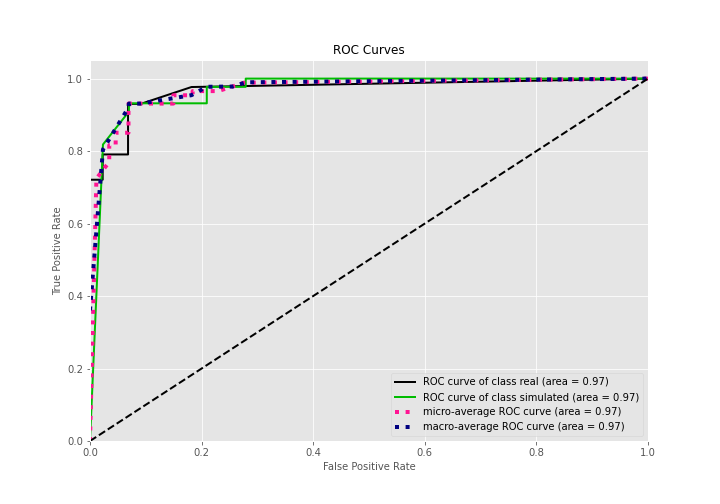 ROC Curves
1.0
0.8
0.6
0.4
0.2
0.0
True Positive Rate
0.0 0.2 0.4 0.6 0.8 1.0
False Positive Rate
ROC curve of class real (area = 0.97)
ROC curve of class simulated (area = 0.97)
micro-average ROC curve (area = 0.97)
macro-average ROC curve (area = 0.97)